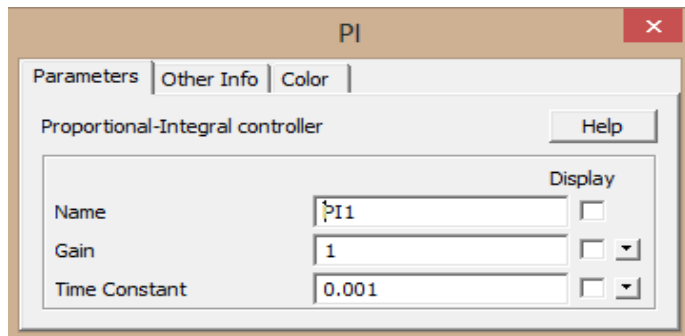 PI
Parameters Other Info Color
Proportional-Integral controller Help
Display
Name PI1
Gain 1
Time Constant 0.001